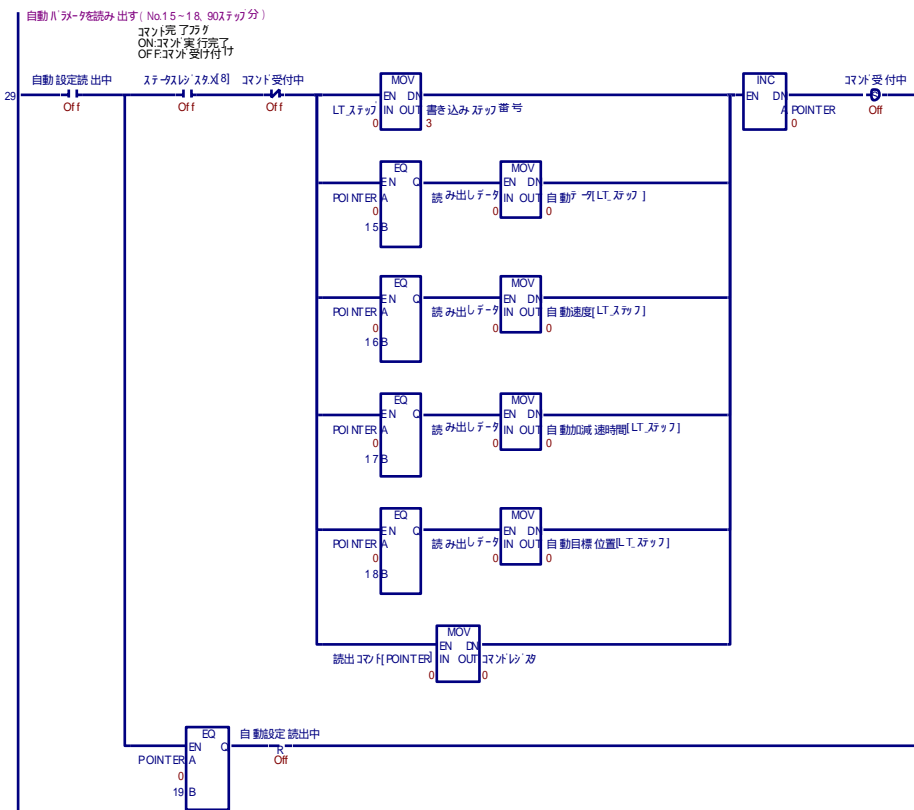 自動パラメータを読み出す( No.15~18, 90ステップ分)
コマンド完了フラグ
ON:コマンド実行完了
OFF:コマンド受け付け
29 自動設定読出中 ステータスレジスタX[8] コマンド受付中 MOV INC コマンド受付中
Off Off Off EN DN EN DN S Off
LT_ステップ IN OUT 書き込みステップ番号 A POINTER
0 3 0
EQ MOV
EN Q 読み出しデータ EN DN
POINTER A IN OUT 自動データ[LT_ステップ]
0 0 0
15 B
EQ MOV
EN Q 読み出しデータ EN DN
POINTER A IN OUT 自動速度[LT_ステップ]
0 0 0
16 B
EQ MOV
EN Q 読み出しデータ EN DN
POINTER A IN OUT 自動加減速時間[LT_ステップ]
0 0 0
17 B
EQ MOV
EN Q 読み出しデータ EN DN
POINTER A IN OUT 自動目標位置[LT_ステップ]
0 0 0
18 B
MOV
EN DN
読出コマンド[POINTER] IN OUT コマンドレジスタ
0 0
EQ 自動設定読出中
EN Q R
POINTER A Off
0
19 B